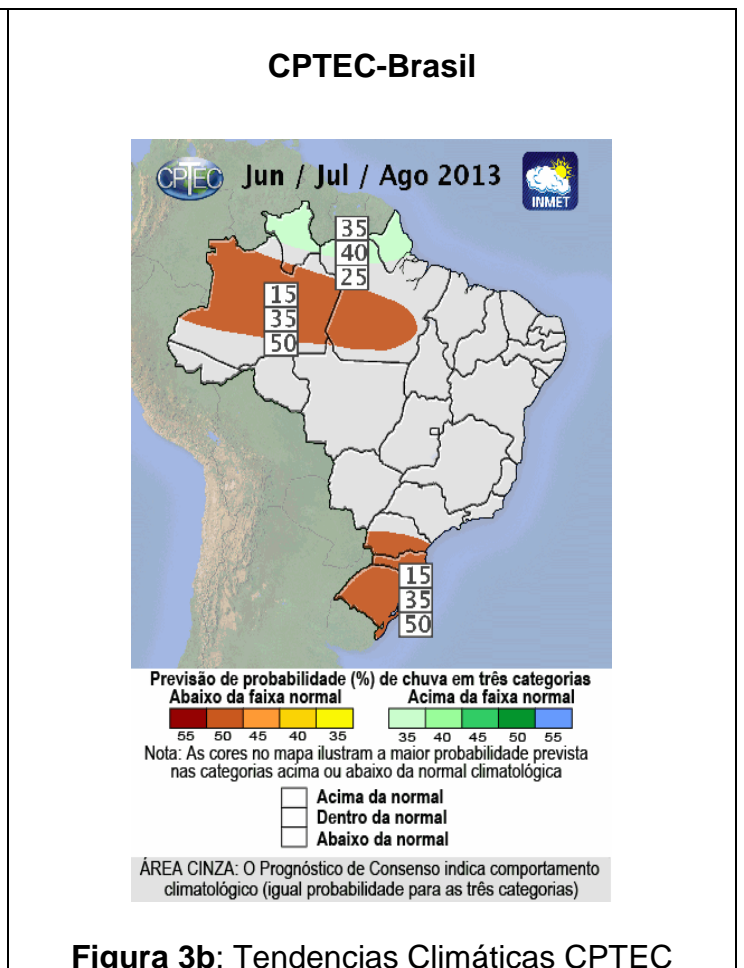 CPTEC-Brasil
CPTEC
Jun / Jul / Ago 2013
INMET
35
40
25
15
35
50
15
35
50
Previsão de probabilidade (%) de chuva em três categorias
Abaixo da faixa normal Acima da faixa normal
55 50 45 40 35 35 40 45 50 55
Nota: As cores no mapa ilustram a maior probabilidade prevista
nas categorias acima ou abaixo da normal climatológica
Acima da normal
Dentro da normal
Abaixo da normal
ÁREA CINZA: O Prognóstico de Consenso indica comportamento
climatológico (igual probabilidade para as três categorias)
Figura 3b: Tendencias Climáticas CPTEC